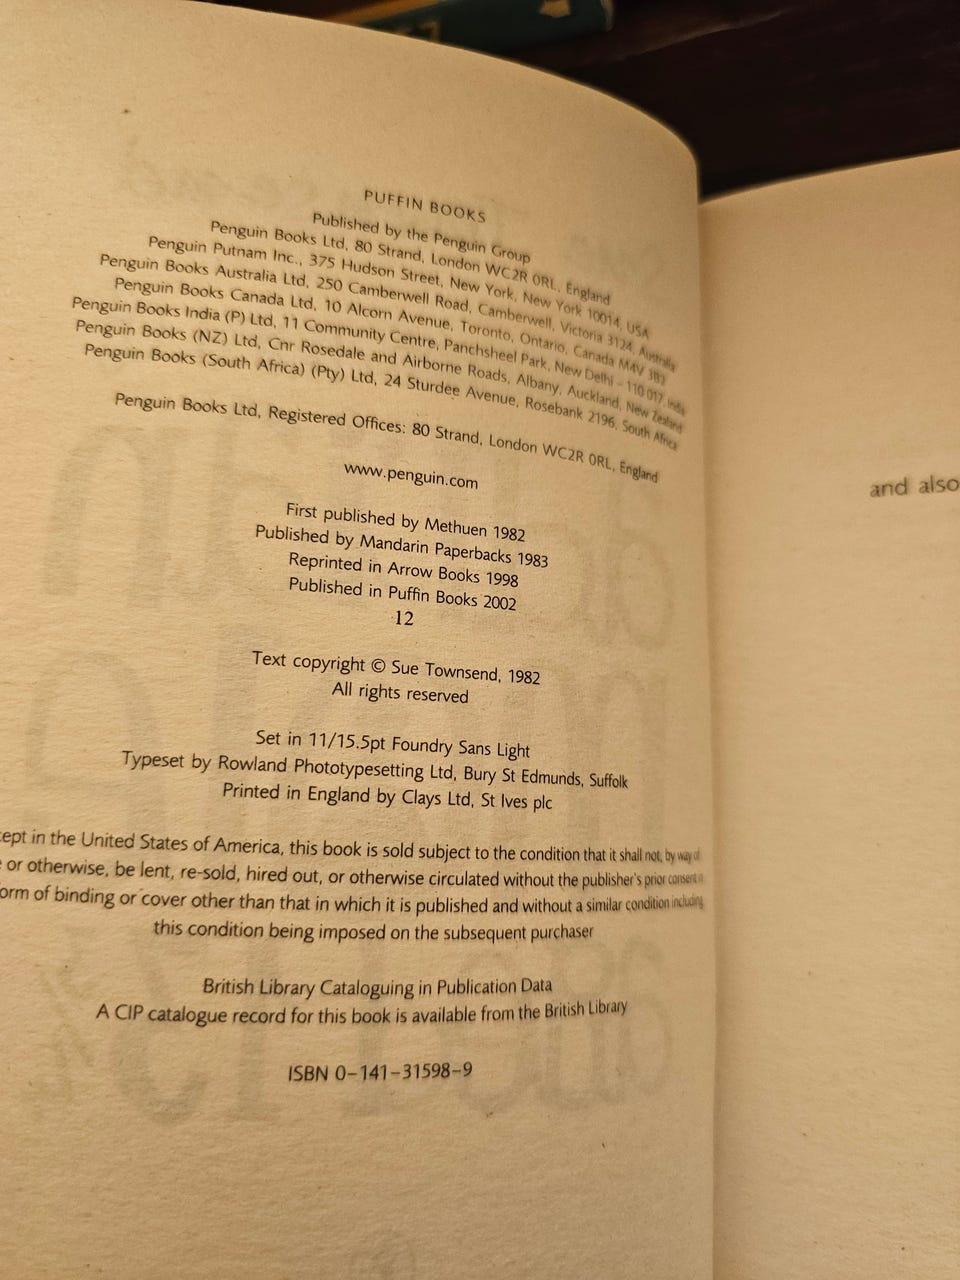 PUFFIN BOOKS
Published by the Penguin Group
Penguin Books Ltd, 80 Strand, London WC2R 0RL, England
Penguin Putnam Inc., 375 Hudson Street, New York, New York 10014, USA
Penguin Books Australia Ltd, 250 Camberwell Road, Camberwell, Victoria 3124, Australia
Penguin Books Canada Ltd, 10 Alcorn Avenue, Toronto, Ontario, Canada M4V 3B2
Penguin Books India (P) Ltd, 11 Community Centre, Panchsheel Park, New Delhi – 110 017, India
Penguin Books (NZ) Ltd, Cnr Rosedale and Airborne Roads, Albany, Auckland, New Zealand
Penguin Books (South Africa) (Pty) Ltd, 24 Sturdee Avenue, Rosebank 2196, South Africa
Penguin Books Ltd, Registered Offices: 80 Strand, London WC2R 0RL, England
www.penguin.com
First published by Methuen 1982
Published by Mandarin Paperbacks 1983
Reprinted in Arrow Books 1998
Published in Puffin Books 2002
12
Text copyright © Sue Townsend, 1982
All rights reserved
Set in 11/15.5pt Foundry Sans Light
Typeset by Rowland Phototypesetting Ltd, Bury St Edmunds, Suffolk
Printed in England by Clays Ltd, St Ives plc
cept in the United States of America, this book is sold subject to the condition that it shall not, by way of
e or otherwise, be lent, re-sold, hired out, or otherwise circulated without the publisher's prior consent in
orm of binding or cover other than that in which it is published and without a similar condition including
this condition being imposed on the subsequent purchaser
British Library Cataloguing in Publication Data
A CIP catalogue record for this book is available from the British Library
ISBN 0–141–31598–9
and also